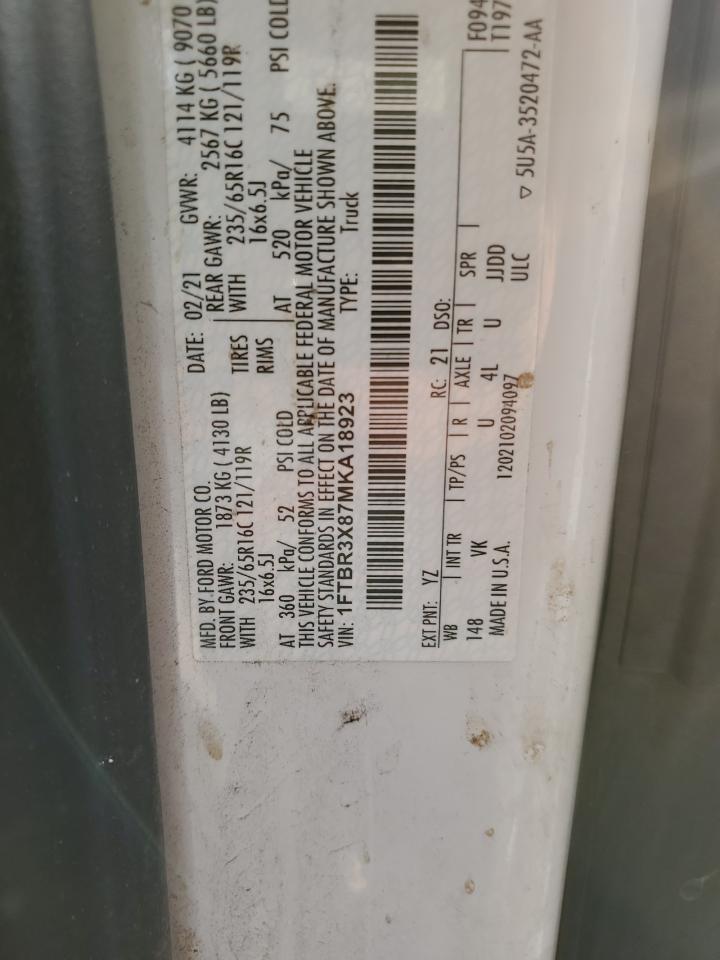 MFD. BY FORD MOTOR CO.
DATE: 02/21 GVWR: 4114 KG ( 9070
FRONT GAWR: 1873 KG ( 4130 LB) REAR GAWR: 2567 KG ( 5660 LB)
WITH 235/65R16C 121/119R TIRES WITH 235/65R16C 121/119R
16x6.5J RIMS 16x6.5J
AT 360 kPa/ 52 PSI COLD AT 520 kPa/ 75 PSI COLD
THIS VEHICLE CONFORMS TO ALL APPLICABLE FEDERAL MOTOR VEHICLE
SAFETY STANDARDS IN EFFECT ON THE DATE OF MANUFACTURE SHOWN ABOVE.
VIN: 1FTBR3X87MKA18923 TYPE: Truck
EXT PNT: YZ RC: 21 DSO: F094
WB INT TR TP/PS R AXLE TR SPR T197
148 VK U 4L U JJDD
MADE IN U.S.A. 1202102094097 ULC
▽ 5U5A-3520472-AA